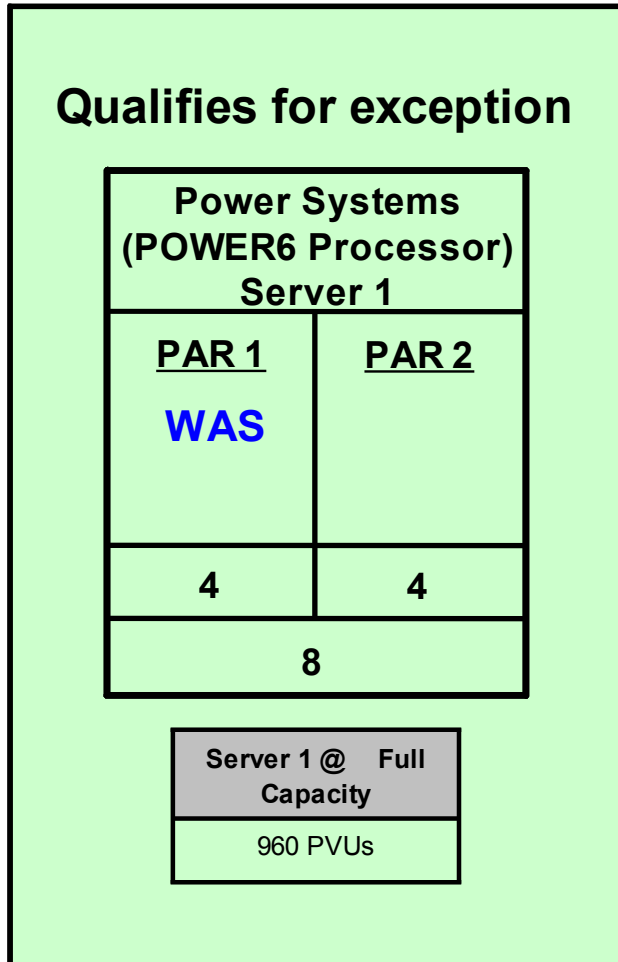 Qualifies for exception
Power Systems
(POWER6 Processor)
Server 1
PAR 1 PAR 2
WAS
4 4
8
Server 1 @ Full
Capacity
960 PVUs